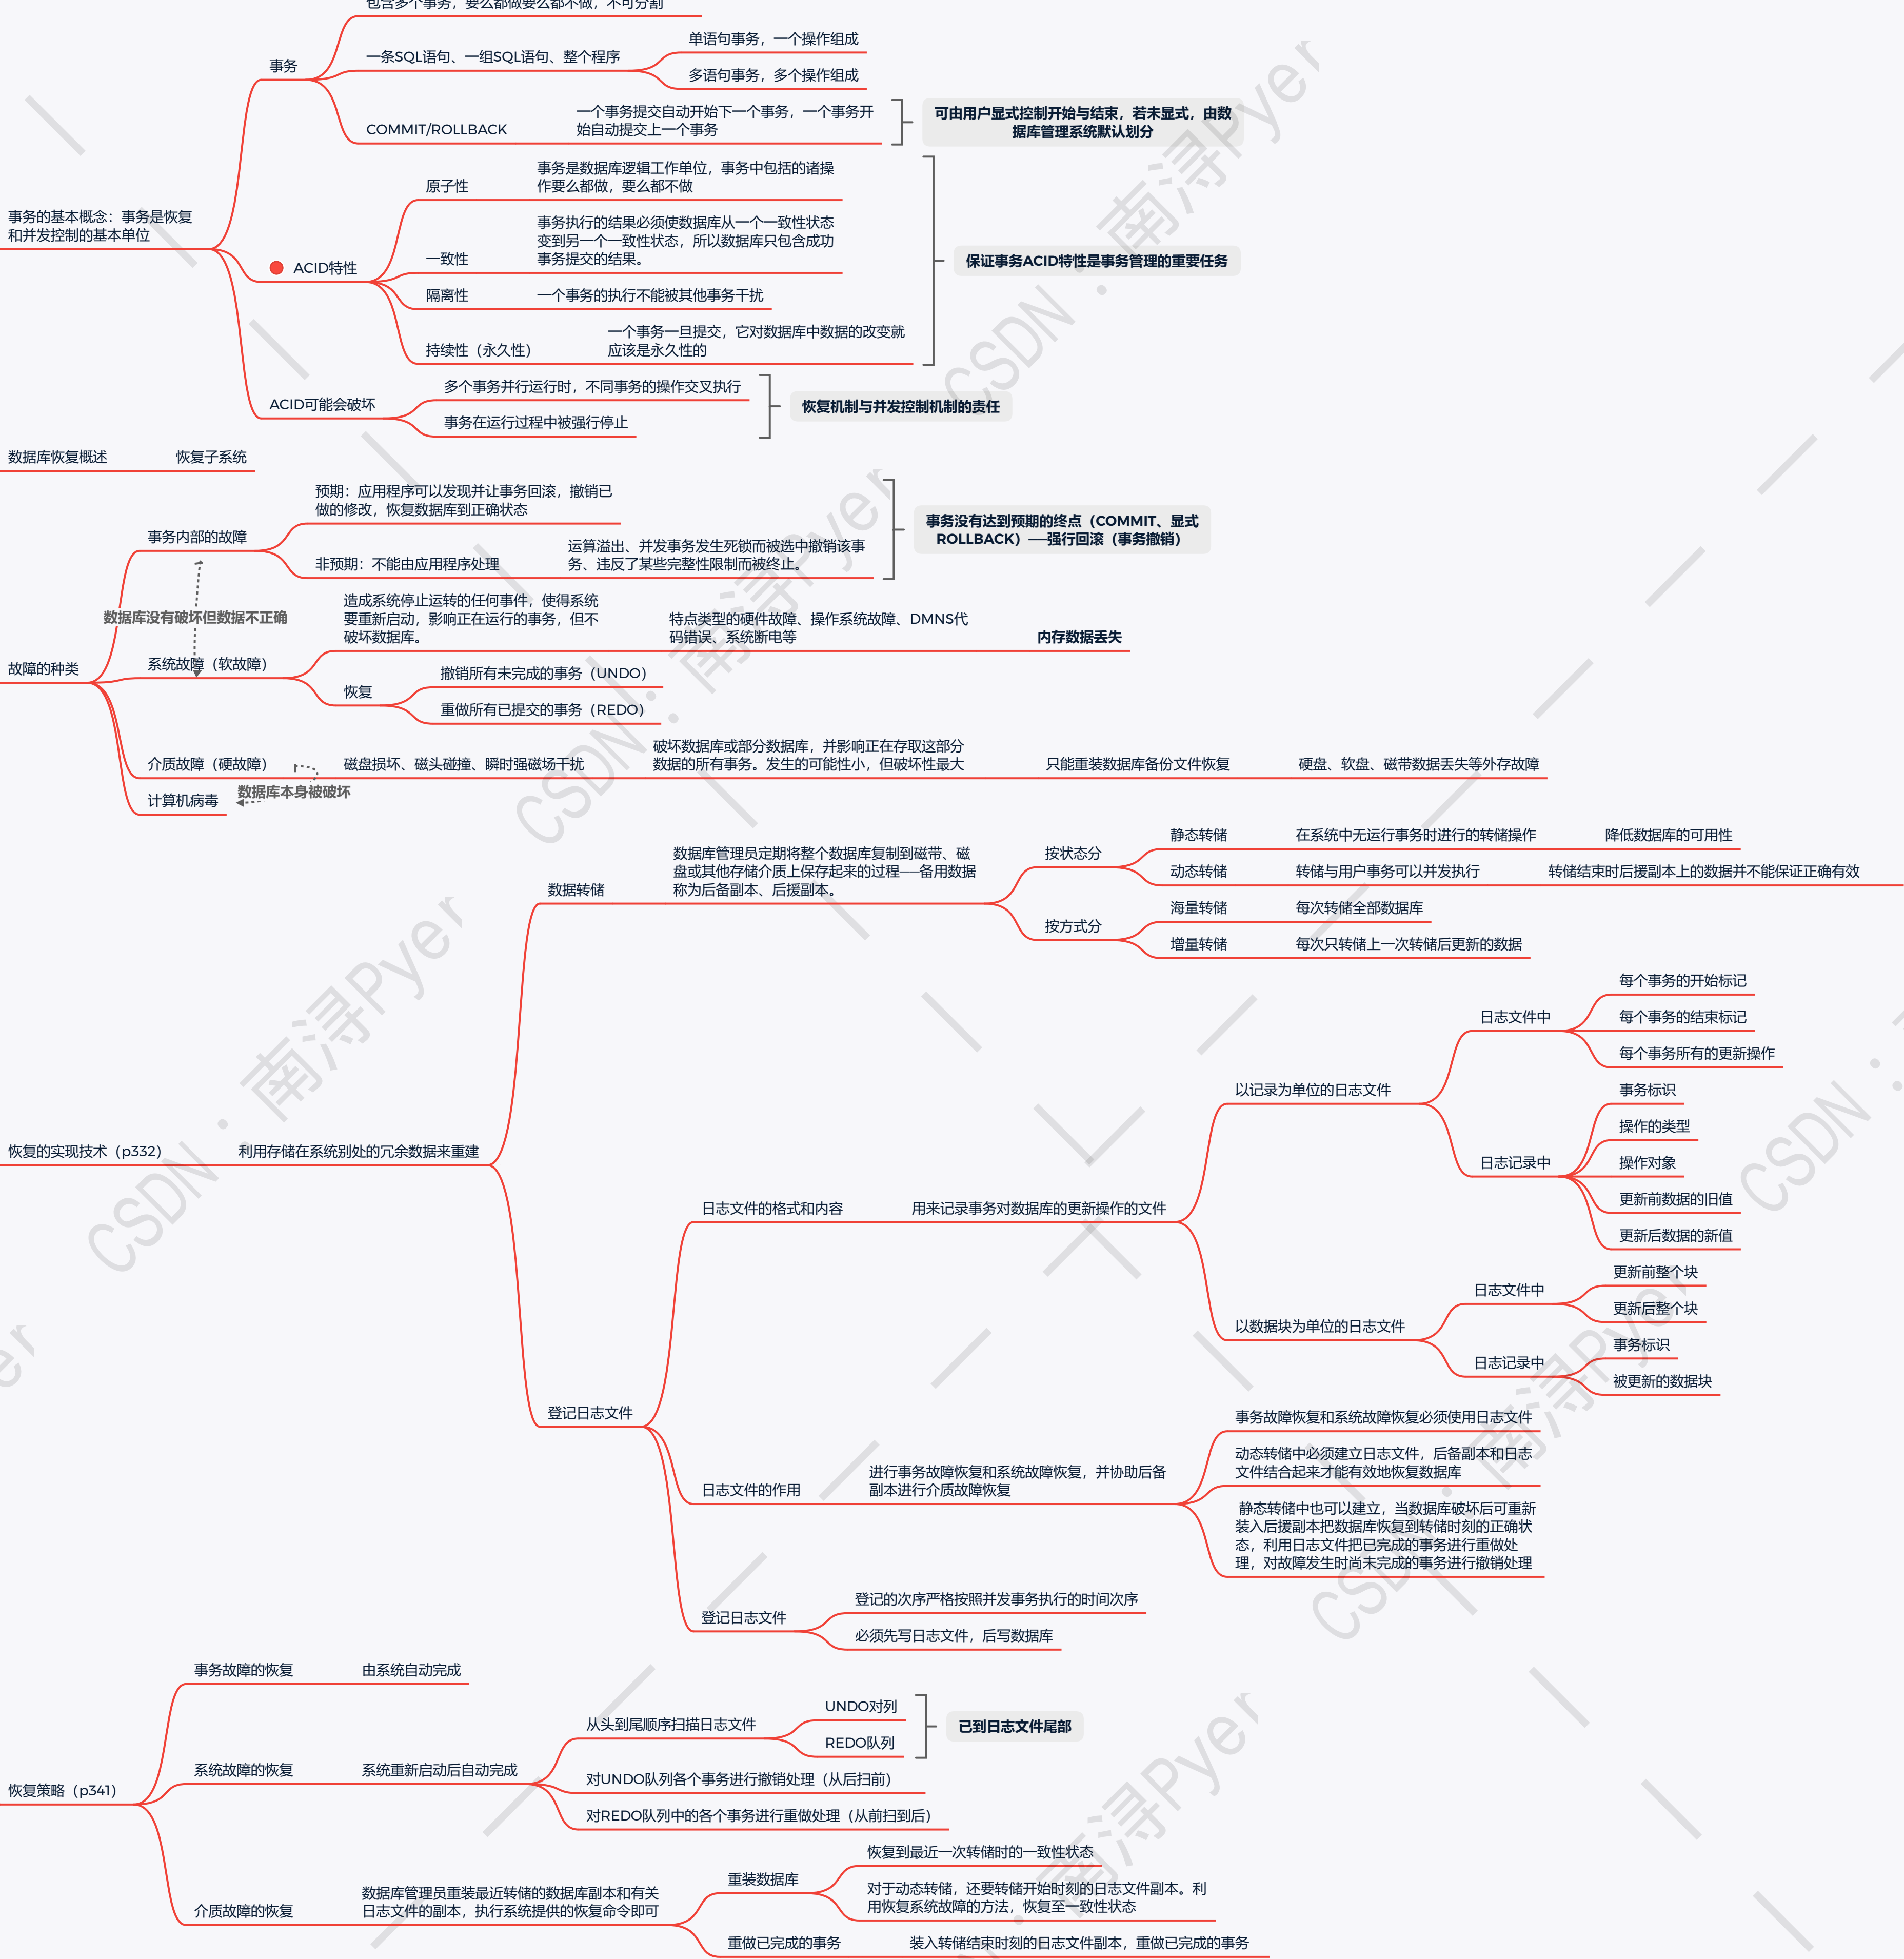 包含多个事务，要么都做要么都不做，不可分割
事务
一条SQL语句、一组SQL语句、整个程序
单语句事务，一个操作组成
多语句事务，多个操作组成
COMMIT/ROLLBACK
一个事务提交自动开始下一个事务，一个事务开
始自动提交上一个事务
可由用户显式控制开始与结束，若未显式，由数
据库管理系统默认划分
事务的基本概念：事务是恢复
和并发控制的基本单位
ACID特性
原子性
事务是数据库逻辑工作单位，事务中包括的诸操
作要么都做，要么都不做
一致性
事务执行的结果必须使数据库从一个一致性状态
变到另一个一致性状态，所以数据库只包含成功
事务提交的结果。
隔离性
一个事务的执行不能被其他事务干扰
持续性（永久性）
一个事务一旦提交，它对数据库中数据的改变就
应该是永久性的
保证事务ACID特性是事务管理的重要任务
ACID可能会破坏
多个事务并行运行时，不同事务的操作交叉执行
事务在运行过程中被强行停止
恢复机制与并发控制机制的责任
数据库恢复概述
恢复子系统
故障的种类
事务内部的故障
预期：应用程序可以发现并让事务回滚，撤销已
做的修改，恢复数据库到正确状态
非预期：不能由应用程序处理
运算溢出、并发事务发生死锁而被选中撤销该事
务、违反了某些完整性限制而被终止。
事务没有达到预期的终点（COMMIT、显式
ROLLBACK）——强行回滚（事务撤销）
数据库没有破坏但数据不正确
系统故障（软故障）
造成系统停止运转的任何事件，使得系统
要重新启动，影响正在运行的事务，但不
破坏数据库。
特点类型的硬件故障、操作系统故障、DMNS代
码错误、系统断电等
内存数据丢失
恢复
撤销所有未完成的事务（UNDO）
重做所有已提交的事务（REDO）
介质故障（硬故障）
磁盘损坏、磁头碰撞、瞬时强磁场干扰
破坏数据库或部分数据库，并影响正在存取这部分
数据的所有事务。发生的可能性小，但破坏性最大
只能重装数据库备份文件恢复
硬盘、软盘、磁带数据丢失等外存故障
数据库本身被破坏
计算机病毒
恢复的实现技术（p332）
利用存储在系统别处的冗余数据来重建
数据转储
数据库管理员定期将整个数据库复制到磁带、磁
盘或其他存储介质上保存起来的过程——备用数据
称为后备副本、后援副本。
按状态分
静态转储
在系统中无运行事务时进行的转储操作
降低数据库的可用性
动态转储
转储与用户事务可以并发执行
转储结束时后援副本上的数据并不能保证正确有效
按方式分
海量转储
每次转储全部数据库
增量转储
每次只转储上一次转储后更新的数据
登记日志文件
日志文件的格式和内容
用来记录事务对数据库的更新操作的文件
以记录为单位的日志文件
日志文件中
每个事务的开始标记
每个事务的结束标记
每个事务所有的更新操作
日志记录中
事务标识
操作的类型
操作对象
更新前数据的旧值
更新后数据的新值
以数据块为单位的日志文件
日志文件中
更新前整个块
更新后整个块
日志记录中
事务标识
被更新的数据块
日志文件的作用
进行事务故障恢复和系统故障恢复，并协助后备
副本进行介质故障恢复
事务故障恢复和系统故障恢复必须使用日志文件
动态转储中必须建立日志文件，后备副本和日志
文件结合起来才能有效地恢复数据库
静态转储中也可以建立，当数据库破坏后可重新
装入后援副本把数据库恢复到转储时刻的正确状
态，利用日志文件把已完成的事务进行重做处
理，对故障发生时尚未完成的事务进行撤销处理
登记日志文件
登记的次序严格按照并发事务执行的时间次序
必须先写日志文件，后写数据库
恢复策略（p341）
事务故障的恢复
由系统自动完成
系统故障的恢复
系统重新启动后自动完成
从头到尾顺序扫描日志文件
UNDO对列
REDO队列
已到日志文件尾部
对UNDO队列各个事务进行撤销处理（从后扫前）
对REDO队列中的各个事务进行重做处理（从前扫到后）
介质故障的恢复
数据库管理员重装最近转储的数据库副本和有关
日志文件的副本，执行系统提供的恢复命令即可
重装数据库
恢复到最近一次转储时的一致性状态
对于动态转储，还要转储开始时刻的日志文件副本。利
用恢复系统故障的方法，恢复至一致性状态
重做已完成的事务
装入转储结束时刻的日志文件副本，重做已完成的事务
CSDN：南浔Pyer
CSDN：南浔Pyer
CSDN：南浔Pyer
CSDN：南浔Pyer
CSDN：
南浔Pyer
er